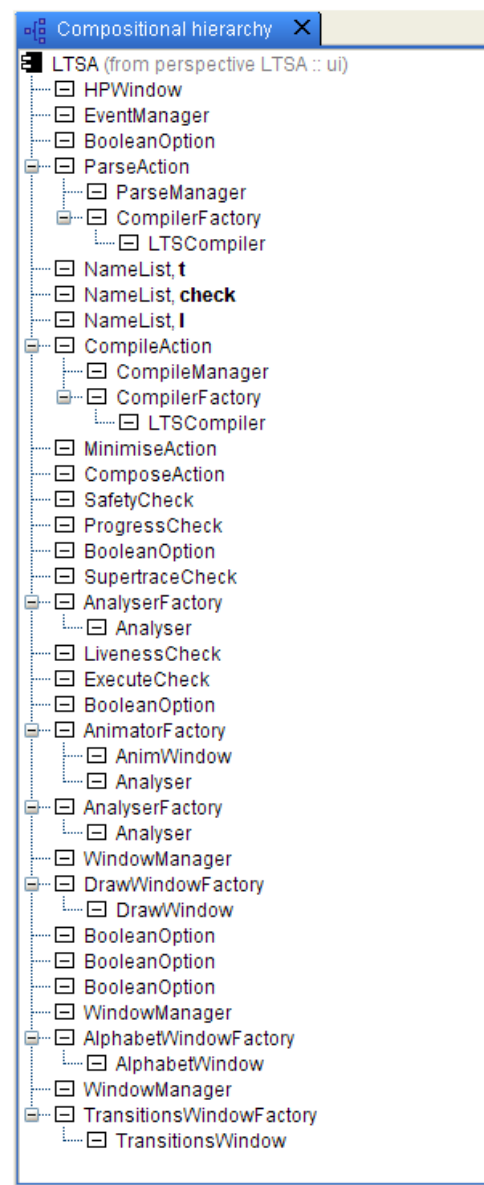 Compositional hierarchy
LTSA (from perspective LTSA :: ui)
HPWindow
EventManager
BooleanOption
ParseAction
ParseManager
CompilerFactory
LTSCompiler
NameList, t
NameList, check
NameList, l
CompileAction
CompileManager
CompilerFactory
LTSCompiler
MinimiseAction
ComposeAction
SafetyCheck
ProgressCheck
BooleanOption
SupertraceCheck
AnalyserFactory
Analyser
LivenessCheck
ExecuteCheck
BooleanOption
AnimatorFactory
AnimWindow
Analyser
AnalyserFactory
Analyser
WindowManager
DrawWindowFactory
DrawWindow
BooleanOption
BooleanOption
BooleanOption
WindowManager
AlphabetWindowFactory
AlphabetWindow
WindowManager
TransitionsWindowFactory
TransitionsWindow